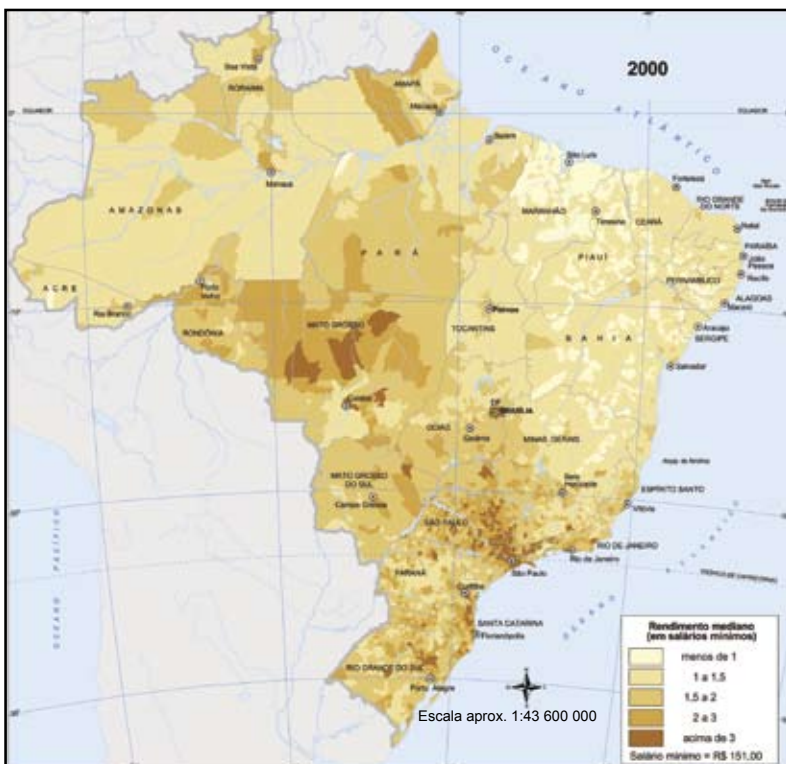 2000
OCEANO ATLÂNTICO
EQUADOR
EQUADOR
Boa Vista
RORAIMA
AMAPÁ
Macapá
Belém
São Luís
Fortaleza
Manaus
AMAZONAS
PARÁ
MARANHÃO
Teresina
CEARÁ
RIO GRANDE
DO NORTE
Natal
PARAÍBA
João
Pessoa
PIAUÍ
PERNAMBUCO
Recife
ACRE
Porto
Velho
Rio Branco
RONDÔNIA
MATO GROSSO
TOCANTINS
Palmas
ALAGOAS
Maceió
Aracaju
SERGIPE
BAHIA
Salvador
Cuiabá
DF
BRASÍLIA
GOIÁS
Goiânia
MINAS GERAIS
MATO GROSSO
DO SUL
Campo Grande
Belo
Horizonte
ESPÍRITO SANTO
Vitória
SÃO PAULO
RIO DE JANEIRO
Rio de Janeiro
São Paulo
TRÓPICO DE CAPRICÓRNIO
PARANÁ
Curitiba
SANTA CATARINA
Florianópolis
RIO GRANDE DO SUL
Porto Alegre
OCEANO PACÍFICO
OCEANO ATLÂNTICO
Escala aprox. 1:43 600 000
Rendimento mediano
(em salários mínimos)
menos de 1
1 a 1,5
1,5 a 2
2 a 3
acima de 3
Salário mínimo = R$ 151,00